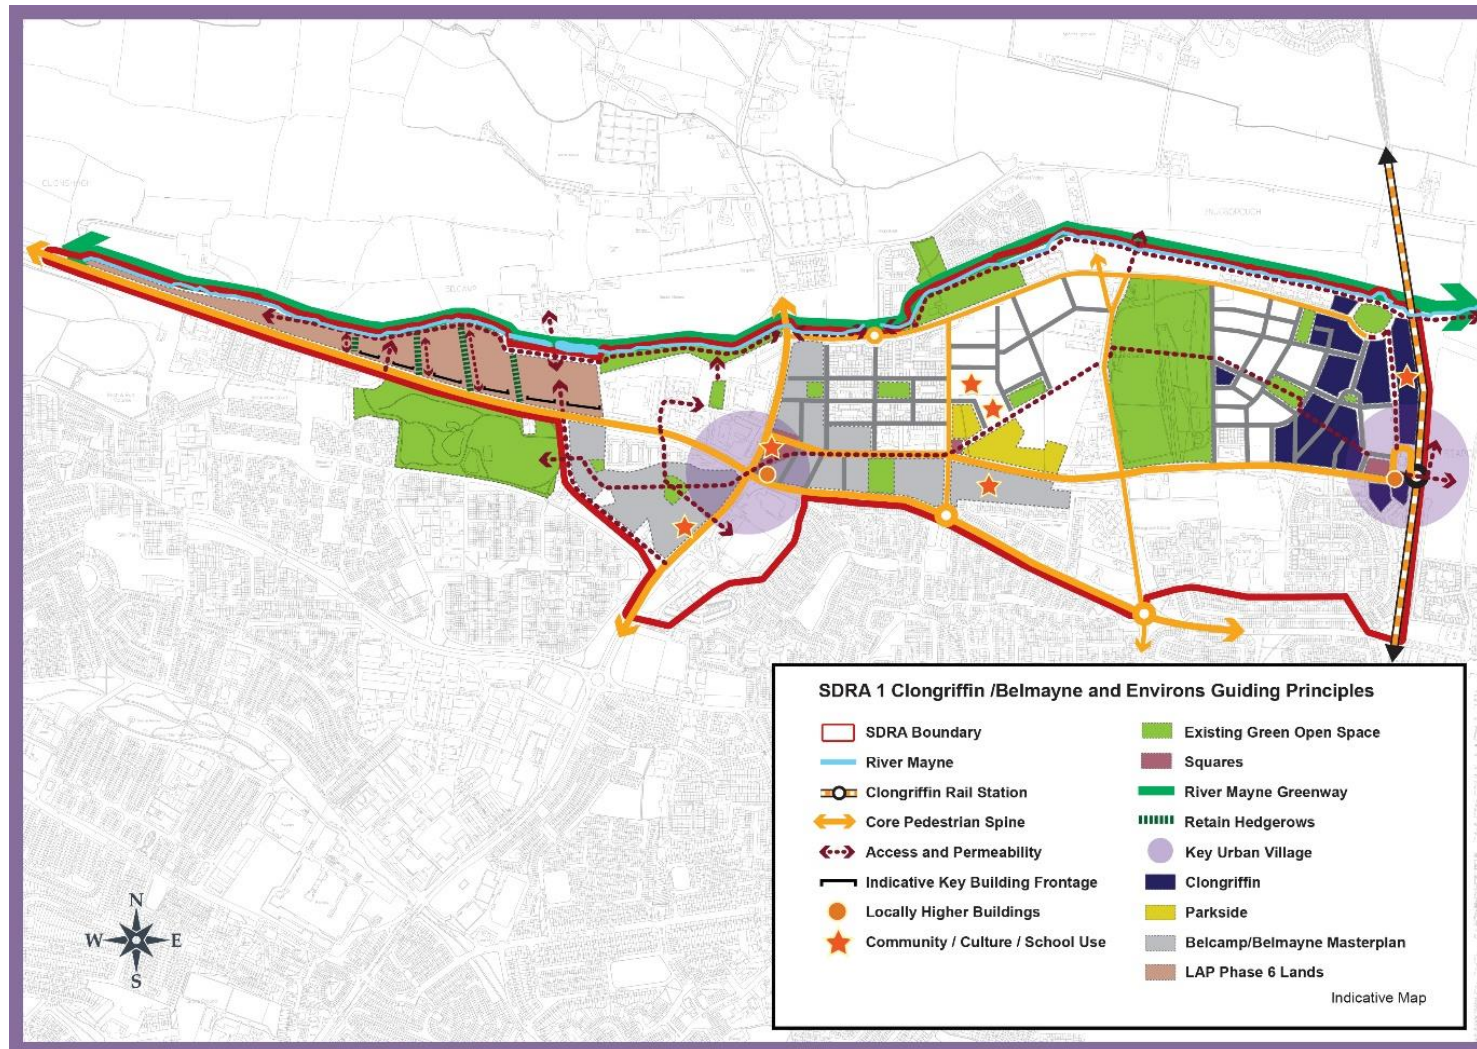 SDRA 1 Clongriffin /Belmayne and Environs Guiding Principles
SDRA Boundary
River Mayne
Clongriffin Rail Station
Core Pedestrian Spine
Access and Permeability
Indicative Key Building Frontage
Locally Higher Buildings
Community / Culture / School Use
Existing Green Open Space
Squares
River Mayne Greenway
Retain Hedgerows
Key Urban Village
Clongriffin
Parkside
Belcamp/Belmayne Masterplan
LAP Phase 6 Lands
Indicative Map
N
W E
S